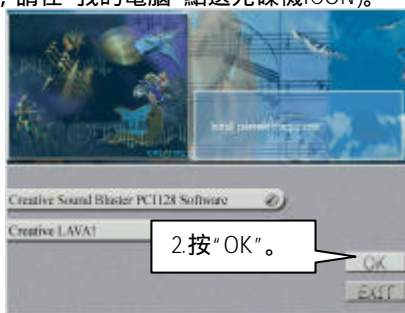 ，請在“我的電腦”點選光碟機ICON)。
Creative Sound Blaster PCI128 Software
Creative LAVA!
2.按“OK”。
OK
EXIT